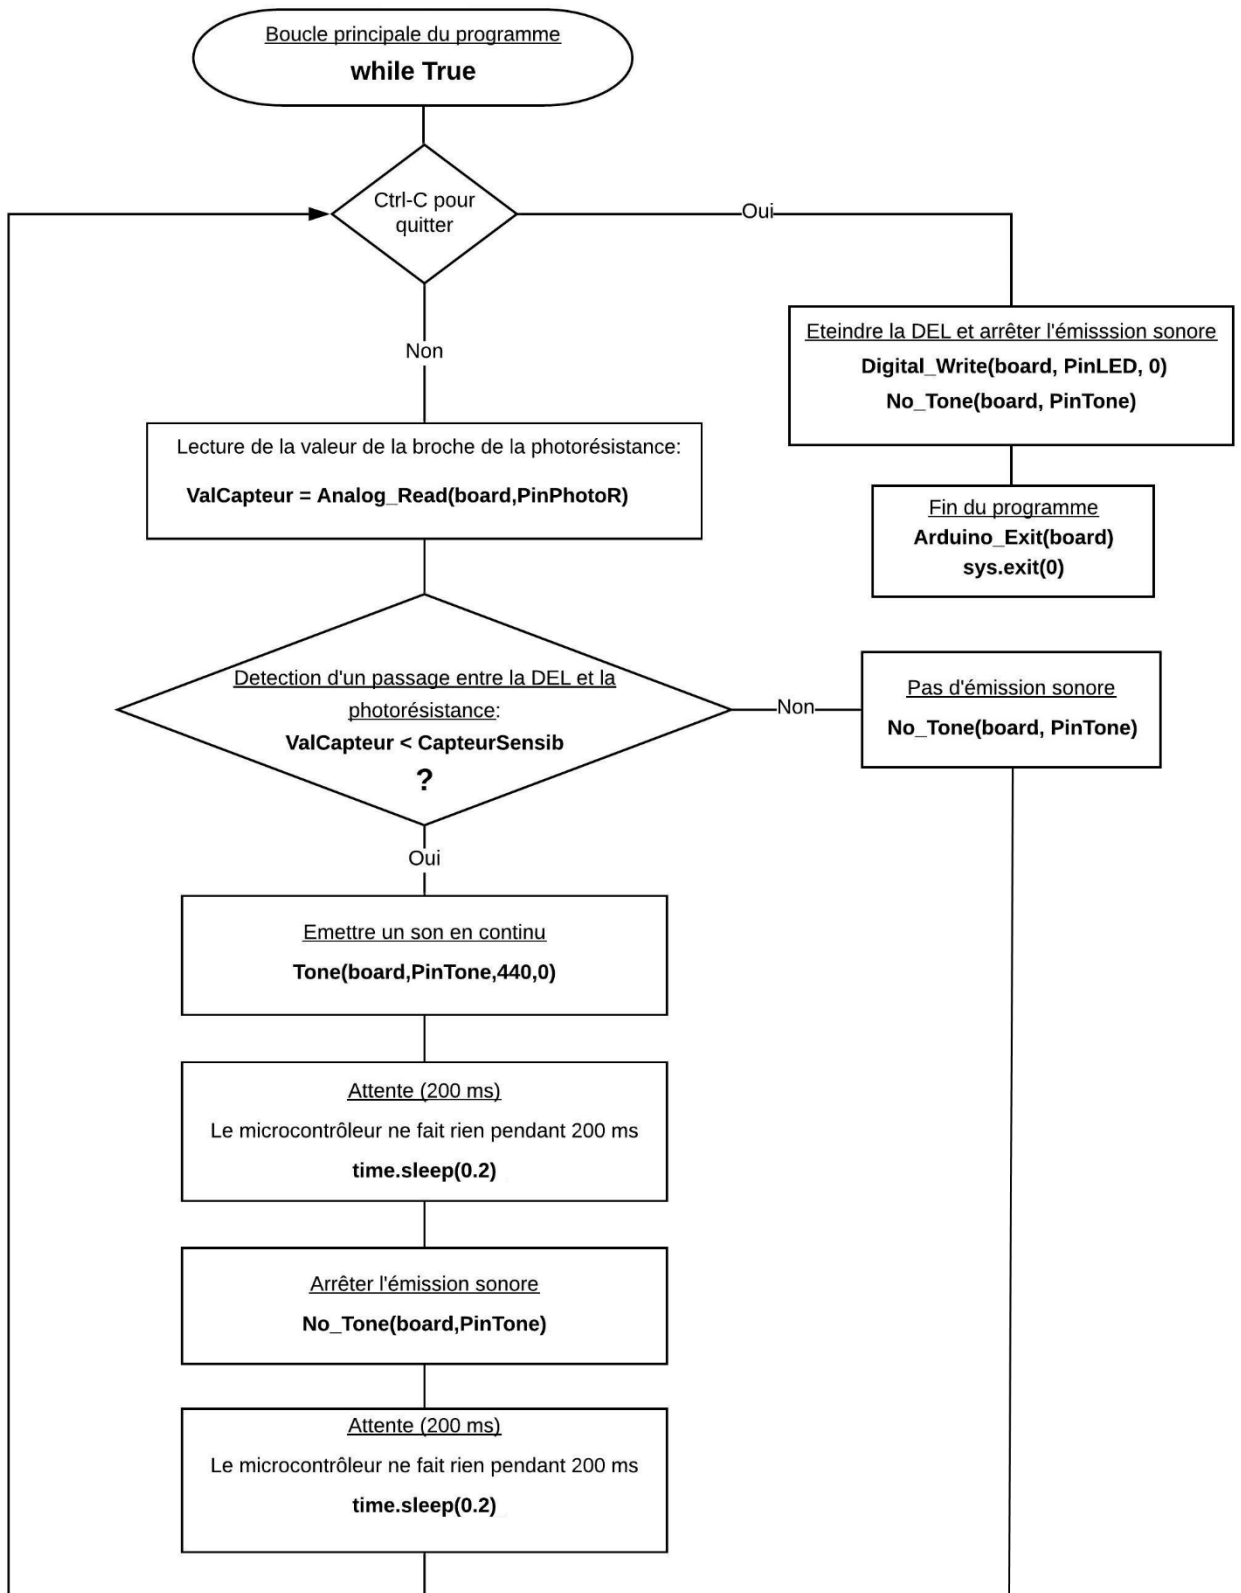 Boucle principale du programme
while True
Ctrl-C pour
quitter
Oui
Non
Eteindre la DEL et arrêter l'émisssion sonore
Digital_Write(board, PinLED, 0)
No_Tone(board, PinTone)
Lecture de la valeur de la broche de la photorésistance:
ValCapteur = Analog_Read(board,PinPhotoR)
Fin du programme
Arduino_Exit(board)
sys.exit(0)
Detection d'un passage entre la DEL et la
photorésistance:
ValCapteur < CapteurSensib
?
Non
Pas d'émission sonore
No_Tone(board, PinTone)
Oui
Emettre un son en continu
Tone(board,PinTone,440,0)
Attente (200 ms)
Le microcontrôleur ne fait rien pendant 200 ms
time.sleep(0.2)
Arrêter l'émission sonore
No_Tone(board,PinTone)
Attente (200 ms)
Le microcontrôleur ne fait rien pendant 200 ms
time.sleep(0.2)